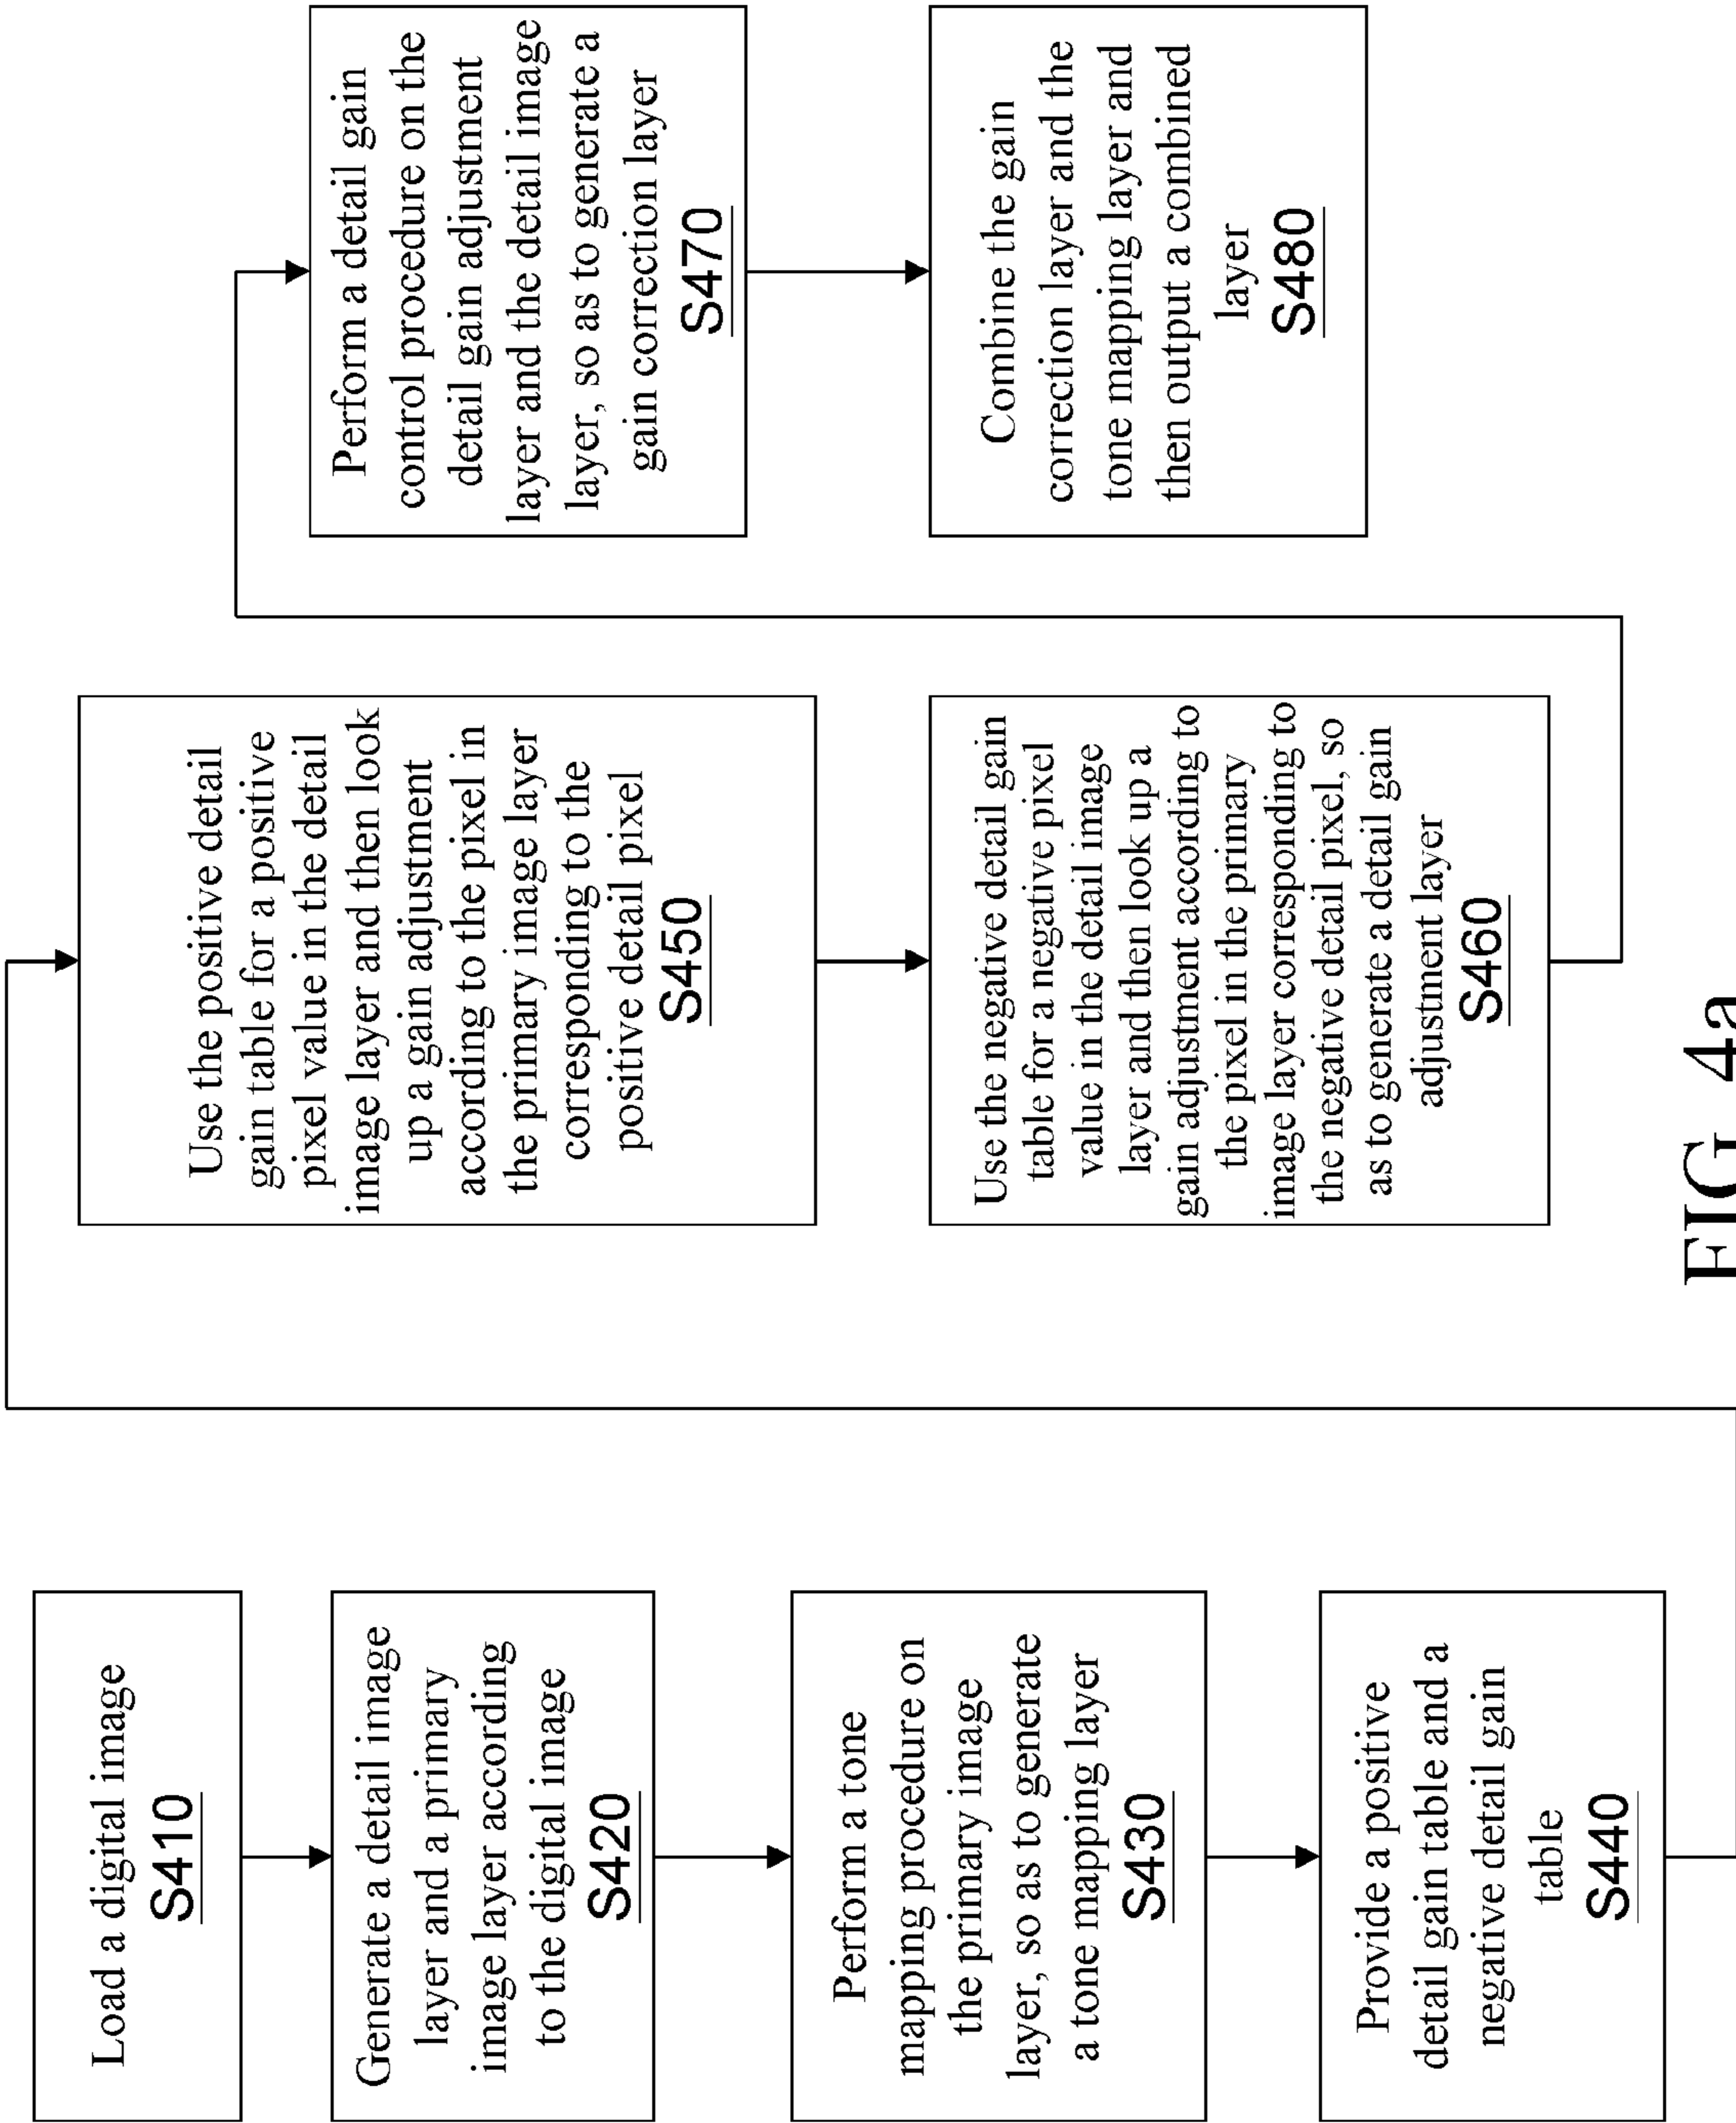 Load a digital image
S410
Generate a detail image
layer and a primary
image layer according
to the digital image
S420
Perform a tone
mapping procedure on
the primary image
layer, so as to generate
a tone mapping layer
S430
Provide a positive
detail gain table and a
negative detail gain
table
S440
Use the positive detail
gain table for a positive
pixel value in the detail
image layer and then look
up a gain adjustment
according to the pixel in
the primary image layer
corresponding to the
positive detail pixel
S450
Use the negative detail gain
table for a negative pixel
value in the detail image
layer and then look up a
gain adjustment according to
the pixel in the primary
image layer corresponding to
the negative detail pixel, so
as to generate a detail gain
adjustment layer
S460
Perform a detail gain
control procedure on the
detail gain adjustment
layer and the detail image
layer, so as to generate a
gain correction layer
S470
Combine the gain
correction layer and the
tone mapping layer and
then output a combined
layer
S480
FIG 4a